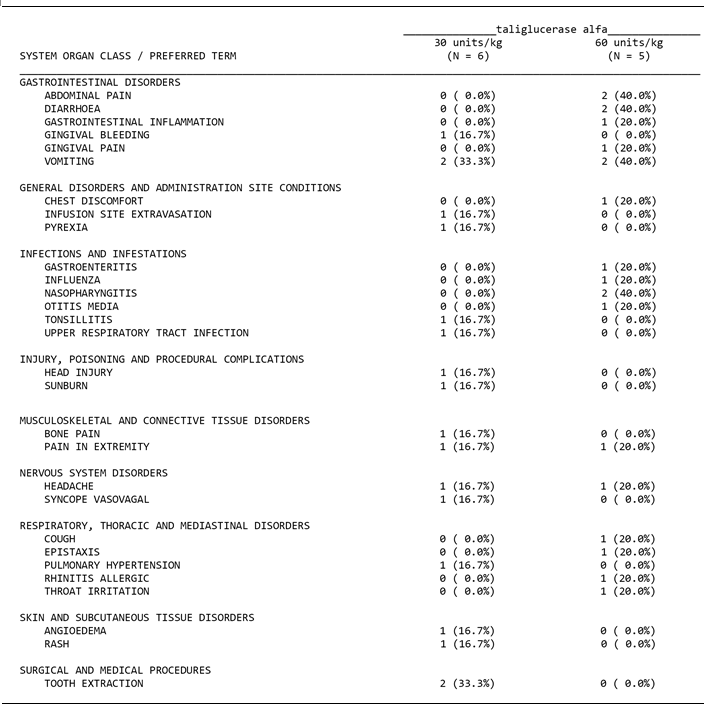 taliglucerase alfa
30 units/kg 60 units/kg
SYSTEM ORGAN CLASS / PREFERRED TERM (N = 6) (N = 5)
GASTROINTESTINAL DISORDERS
ABDOMINAL PAIN 0 ( 0.0%) 2 (40.0%)
DIARRHOEA 0 ( 0.0%) 2 (40.0%)
GASTROINTESTINAL INFLAMMATION 0 ( 0.0%) 1 (20.0%)
GINGIVAL BLEEDING 1 (16.7%) 0 ( 0.0%)
GINGIVAL PAIN 0 ( 0.0%) 1 (20.0%)
VOMITING 2 (33.3%) 2 (40.0%)
GENERAL DISORDERS AND ADMINISTRATION SITE CONDITIONS
CHEST DISCOMFORT 0 ( 0.0%) 1 (20.0%)
INFUSION SITE EXTRAVASATION 1 (16.7%) 0 ( 0.0%)
PYREXIA 1 (16.7%) 0 ( 0.0%)
INFECTIONS AND INFESTATIONS
GASTROENTERITIS 0 ( 0.0%) 1 (20.0%)
INFLUENZA 0 ( 0.0%) 1 (20.0%)
NASOPHARYNGITIS 0 ( 0.0%) 2 (40.0%)
OTITIS MEDIA 0 ( 0.0%) 1 (20.0%)
TONSILLITIS 1 (16.7%) 0 ( 0.0%)
UPPER RESPIRATORY TRACT INFECTION 1 (16.7%) 0 ( 0.0%)
INJURY, POISONING AND PROCEDURAL COMPLICATIONS
HEAD INJURY 1 (16.7%) 0 ( 0.0%)
SUNBURN 1 (16.7%) 0 ( 0.0%)
MUSCULOSKELETAL AND CONNECTIVE TISSUE DISORDERS
BONE PAIN 1 (16.7%) 0 ( 0.0%)
PAIN IN EXTREMITY 1 (16.7%) 1 (20.0%)
NERVOUS SYSTEM DISORDERS
HEADACHE 1 (16.7%) 1 (20.0%)
SYNCOPE VASOVAGAL 1 (16.7%) 0 ( 0.0%)
RESPIRATORY, THORACIC AND MEDIASTINAL DISORDERS
COUGH 0 ( 0.0%) 1 (20.0%)
EPISTAXIS 0 ( 0.0%) 1 (20.0%)
PULMONARY HYPERTENSION 1 (16.7%) 0 ( 0.0%)
RHINITIS ALLERGIC 0 ( 0.0%) 1 (20.0%)
THROAT IRRITATION 0 ( 0.0%) 1 (20.0%)
SKIN AND SUBCUTANEOUS TISSUE DISORDERS
ANGIOEDEMA 1 (16.7%) 0 ( 0.0%)
RASH 1 (16.7%) 0 ( 0.0%)
SURGICAL AND MEDICAL PROCEDURES
TOOTH EXTRACTION 2 (33.3%) 0 ( 0.0%)